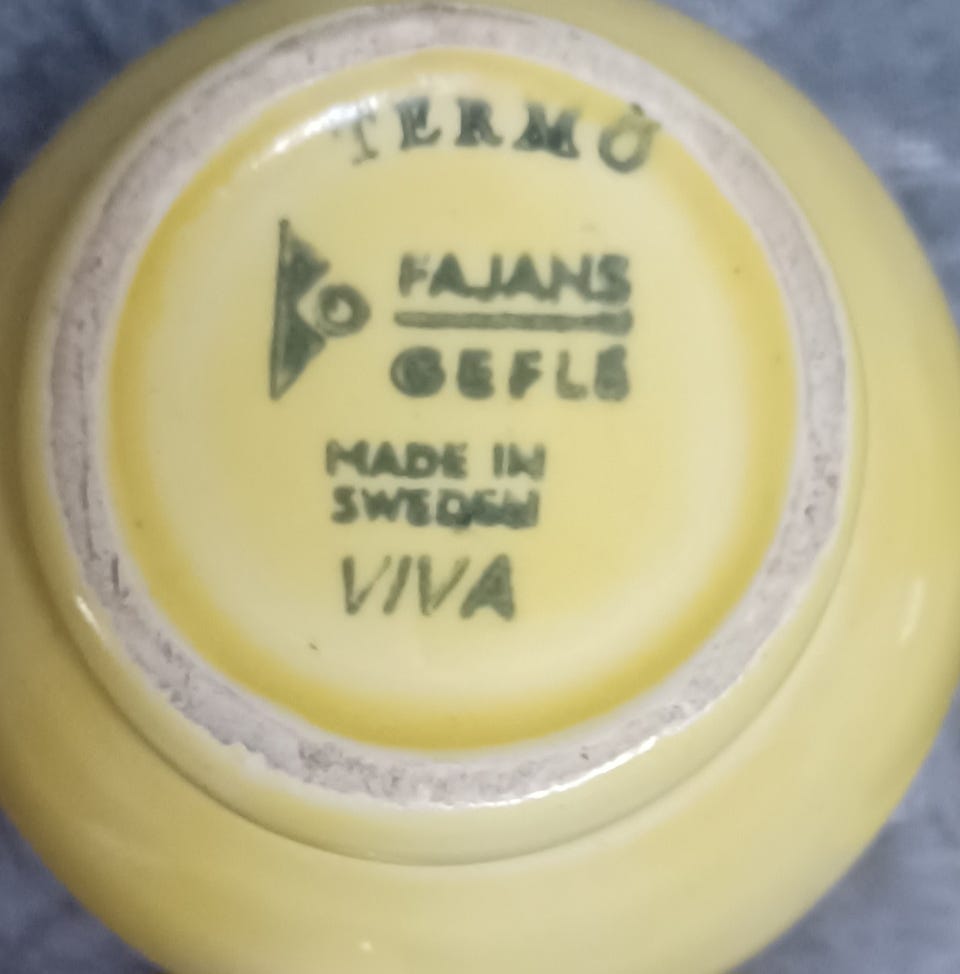 TERMO
FAJANS
GEFLE
MADE IN
SWEDEN
VIVA